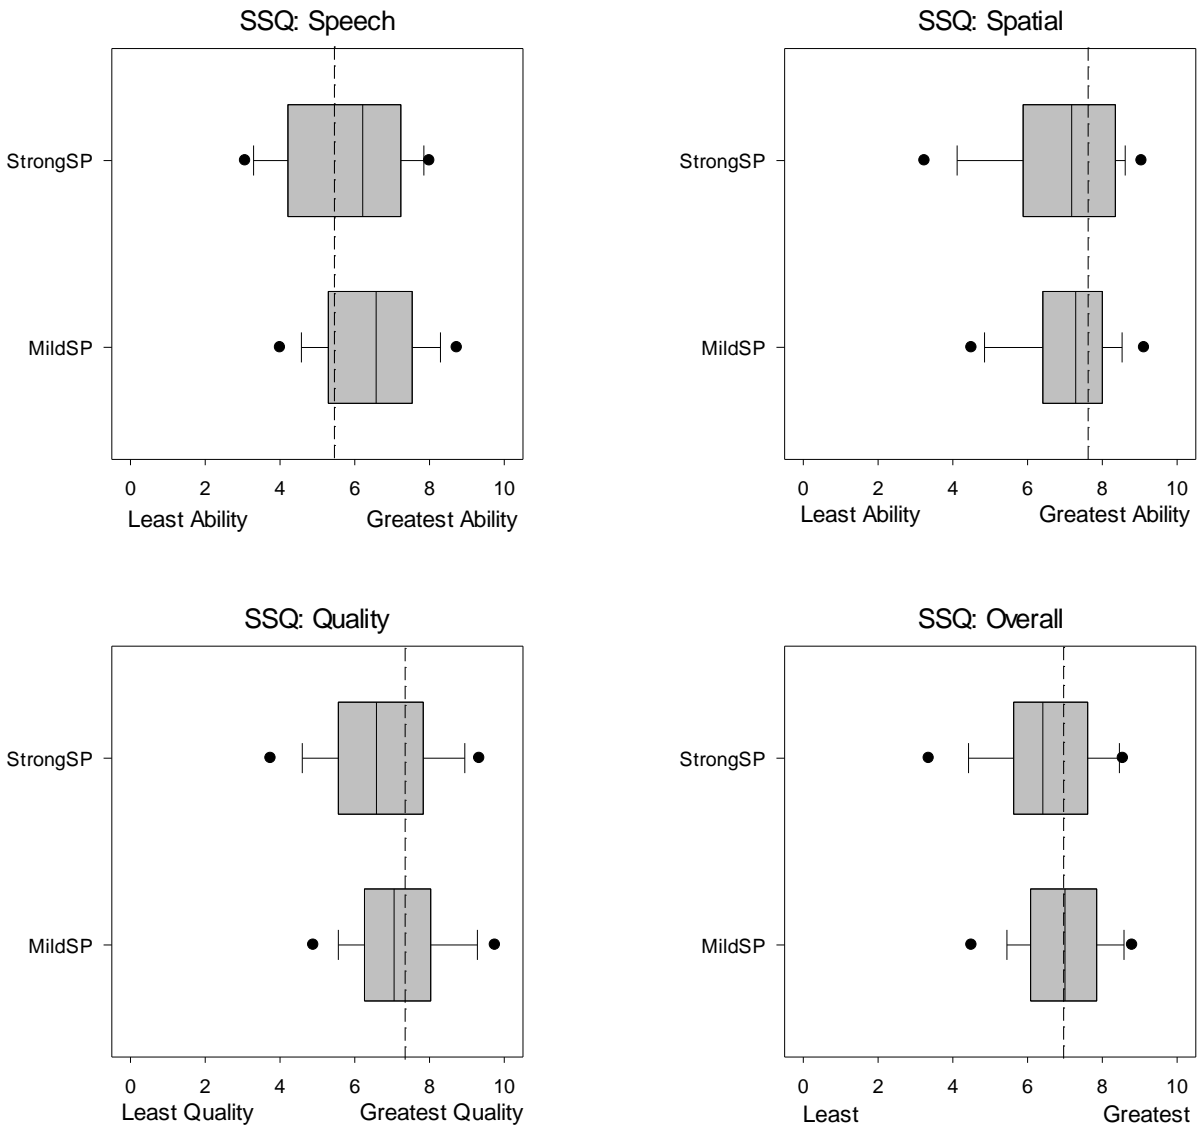 SSQ: Speech
StrongSP
MildSP
0 2 4 6 8 10
Least Ability Greatest Ability
SSQ: Spatial
StrongSP
MildSP
0 2 4 6 8 10
Least Ability Greatest Ability
SSQ: Quality
StrongSP
MildSP
0 2 4 6 8 10
Least Quality Greatest Quality
SSQ: Overall
StrongSP
MildSP
0 2 4 6 8 10
Least Greatest